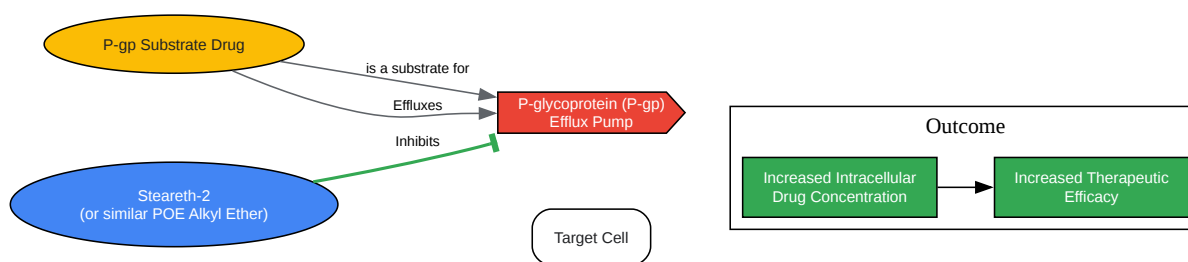 P-gp Substrate Drug
is a substrate for
Effluxes
P-glycoprotein (P-gp)
Efflux Pump
Inhibits
Steareth-2
(or similar POE Alkyl Ether)
Target Cell
Outcome
Increased Intracellular
Drug Concentration
Increased Therapeutic
Efficacy